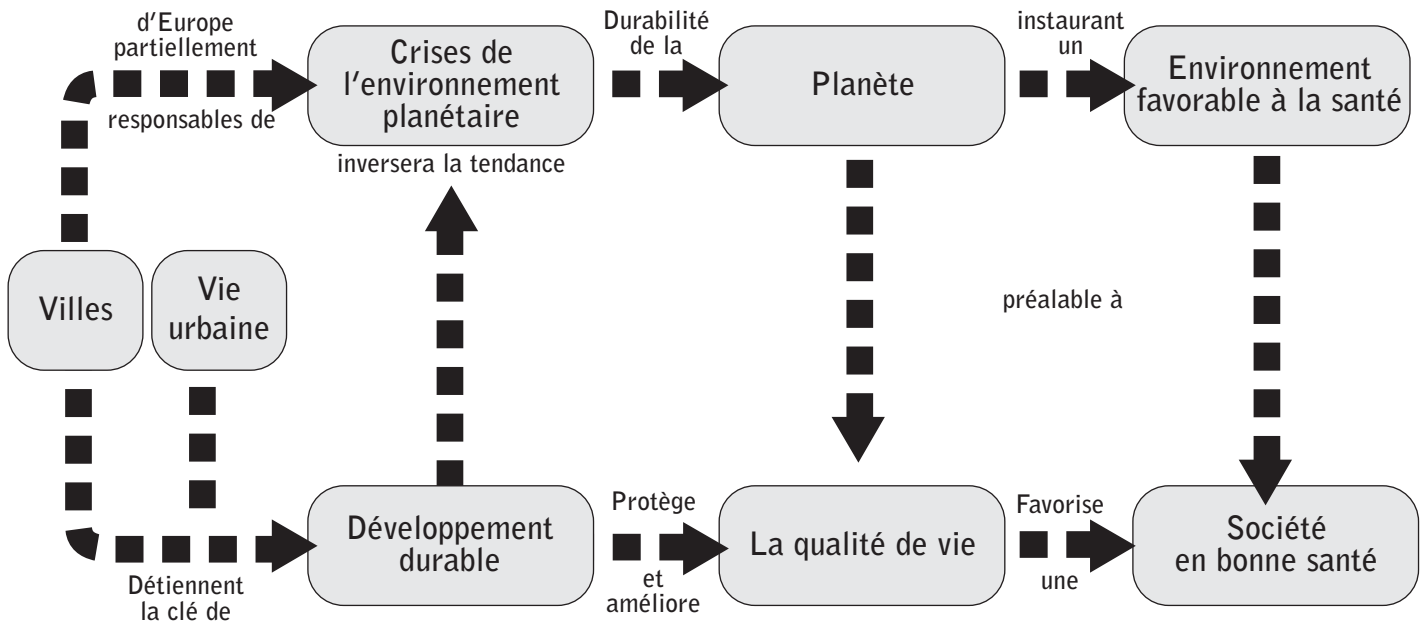 d'Europe
partiellement
responsables de
Crises de
l'environnement
planétaire
inversera la tendance
Durabilité
de la
Planète
instaurant
un
Environnement
favorable à la santé
Villes
Vie
urbaine
préalable à
Détiennent
la clé de
Développement
durable
Protège
et
améliore
La qualité de vie
Favorise
une
Société
en bonne santé